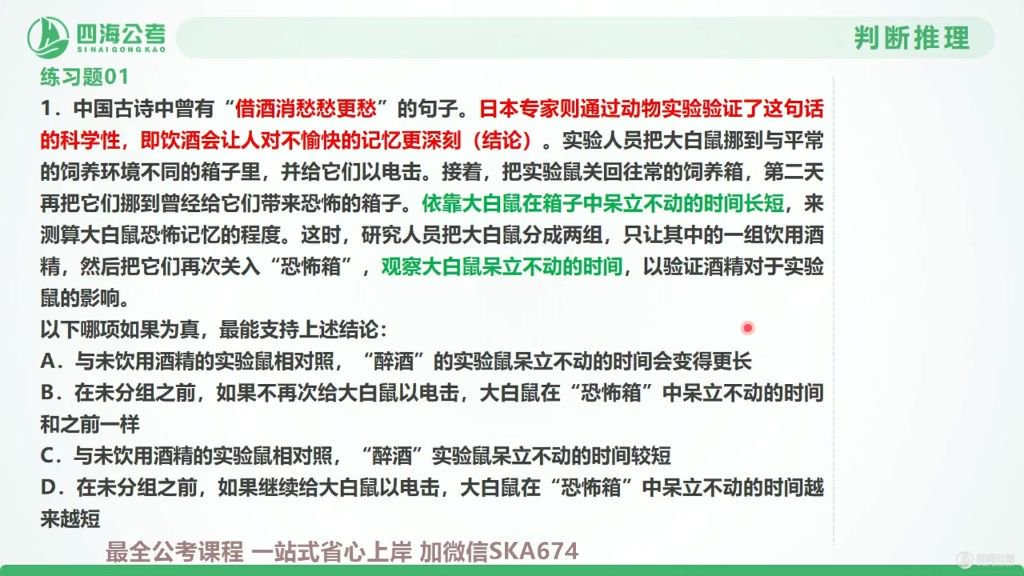 四海公考
SIHAIGONGKAO
判断推理
练习题01
1．中国古诗中曾有“借酒消愁愁更愁”的句子。日本专家则通过动物实验验证了这句话
的科学性，即饮酒会让人对不愉快的记忆更深刻（结论）。实验人员把大白鼠挪到与平常
的饲养环境不同的箱子里，并给它们以电击。接着，把实验鼠关回往常的饲养箱，第二天
再把它们挪到曾经给它们带来恐怖的箱子。依靠大白鼠在箱子中呆立不动的时间长短，来
测算大白鼠恐怖记忆的程度。这时，研究人员把大白鼠分成两组，只让其中的一组饮用酒
精，然后把它们再次关入“恐怖箱”，观察大白鼠呆立不动的时间，以验证酒精对于实验
鼠的影响。
以下哪项如果为真，最能支持上述结论：
A．与未饮用酒精的实验鼠相对照，“醉酒”的实验鼠呆立不动的时间会变得更长
B．在未分组之前，如果不再次给大白鼠以电击，大白鼠在“恐怖箱”中呆立不动的时间
和之前一样
C．与未饮用酒精的实验鼠相对照，“醉酒”实验鼠呆立不动的时间较短
D．在未分组之前，如果继续给大白鼠以电击，大白鼠在“恐怖箱”中呆立不动的时间越
来越短
最全公考课程 一站式省心上岸 加微信SKA674